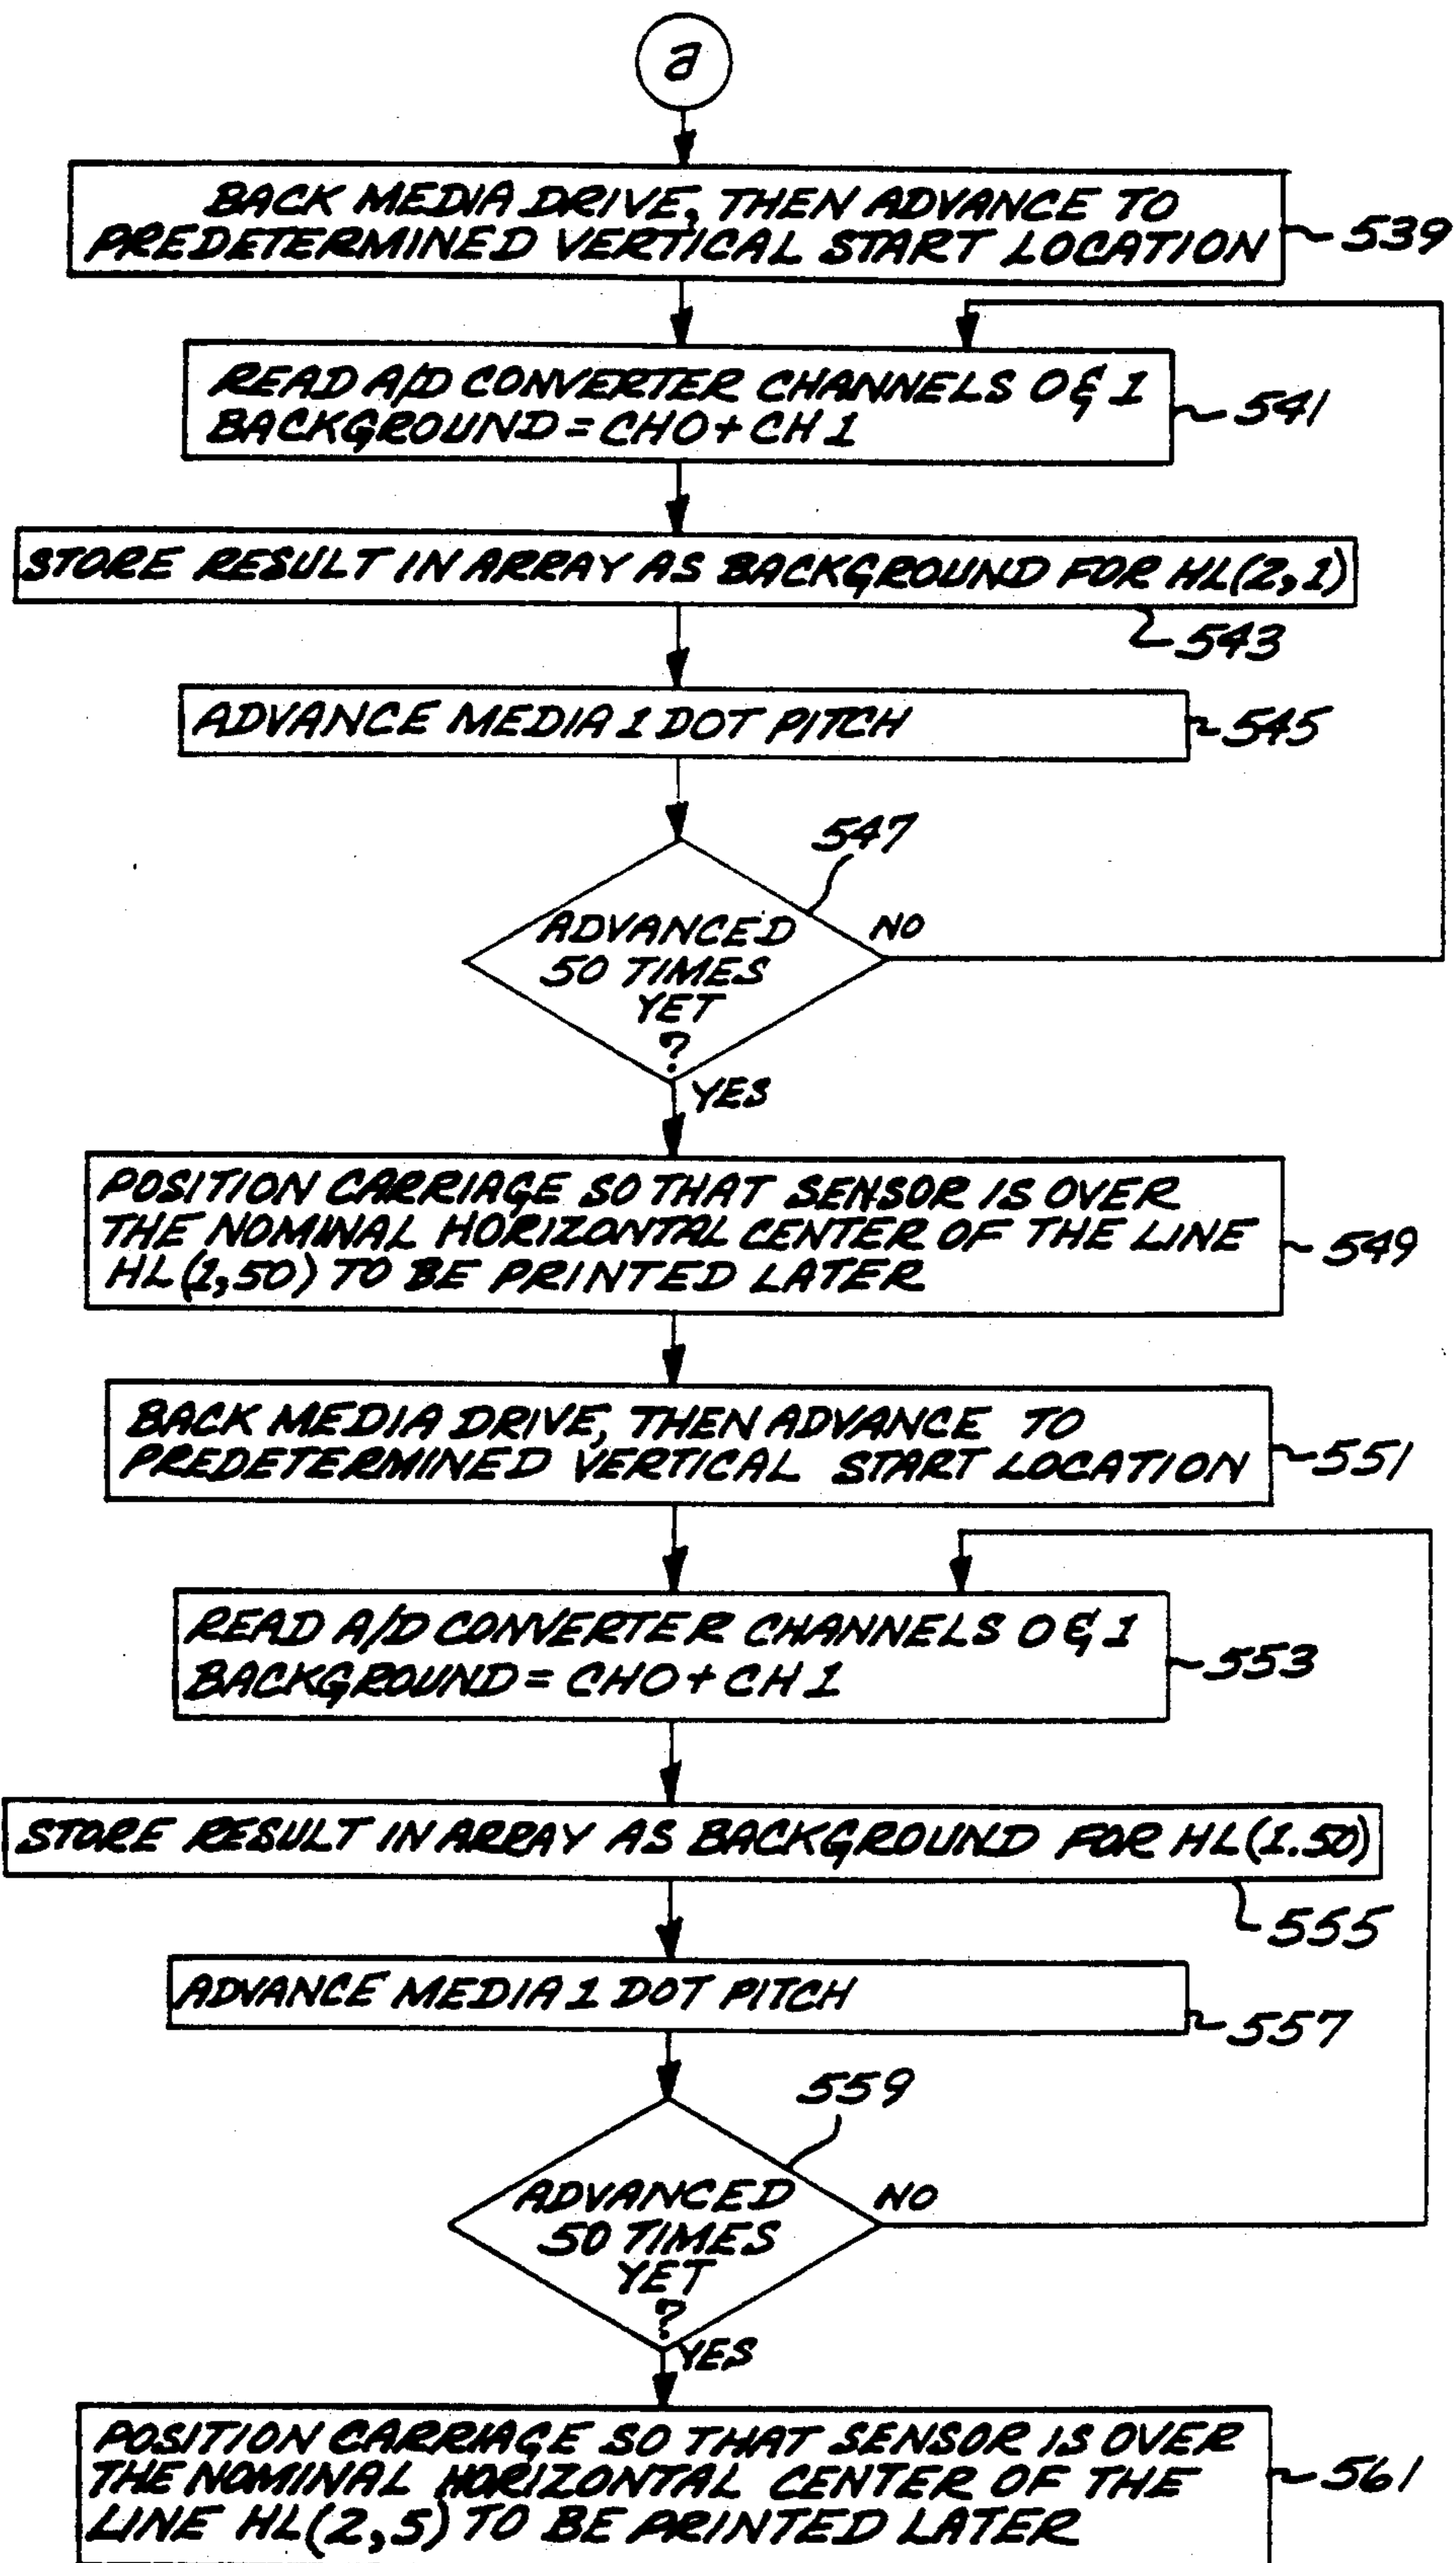 a
BACK MEDIA DRIVE, THEN ADVANCE TO
PREDETERMINED VERTICAL START LOCATION
539
READ A/D CONVERTER CHANNELS 0 & 1
BACKGROUND = CH0 + CH 1
541
STORE RESULT IN ARRAY AS BACKGROUND FOR HL(2,1)
543
ADVANCE MEDIA 1 DOT PITCH
545
547
ADVANCED
50 TIMES
YET
?
NO
YES
POSITION CARRIAGE SO THAT SENSOR IS OVER
THE NOMINAL HORIZONTAL CENTER OF THE LINE
HL(1,50) TO BE PRINTED LATER
549
BACK MEDIA DRIVE, THEN ADVANCE TO
PREDETERMINED VERTICAL START LOCATION
551
READ A/D CONVERTER CHANNELS 0 & 1
BACKGROUND = CH0 + CH 1
553
STORE RESULT IN ARRAY AS BACKGROUND FOR HL(1.50)
555
ADVANCE MEDIA 1 DOT PITCH
557
559
ADVANCED
50 TIMES
YET
?
NO
YES
POSITION CARRIAGE SO THAT SENSOR IS OVER
THE NOMINAL HORIZONTAL CENTER OF THE
LINE HL(2,5) TO BE PRINTED LATER
561